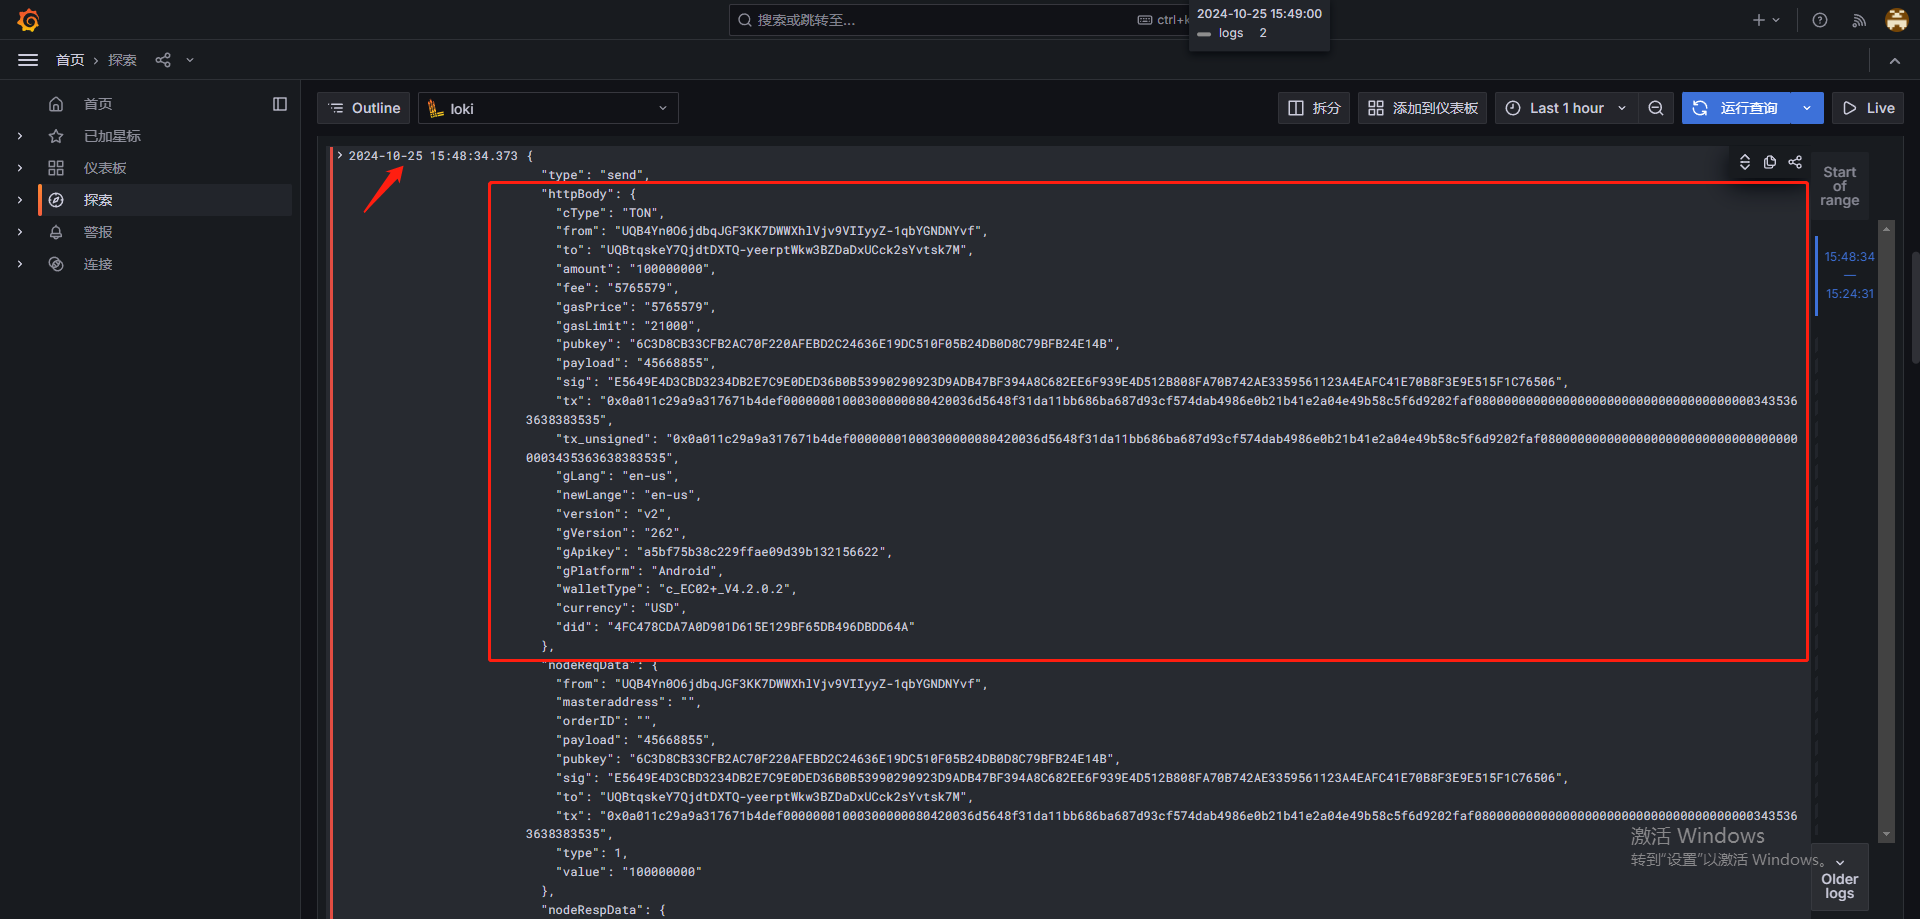 搜索或跳转至...
ctrl+k
2024-10-25 15:49:00
logs 2
首页 › 探索
首页
已加星标
仪表板
探索
警报
连接
Outline
loki
拆分
添加到仪表板
Last 1 hour
运行查询
Live
2024-10-25 15:48:34.373 {
"type": "send",
"httpBody": {
"cType": "TON",
"from": "UQB4Yn0O6jdbqJGF3KK7DWWXhlVjv9VIIyyZ-1qbYGNDNYvf",
"to": "UQBtqskeY7QjdtDXTQ-yeerptWkw3BZDaDxUCck2sYvtsk7M",
"amount": "100000000",
"fee": "5765579",
"gasPrice": "5765579",
"gasLimit": "21000",
"pubkey": "6C3D8CB33CFB2AC70F220AFEBD2C24636E19DC510F05B24DB0D8C79BFB24E14B",
"payload": "45668855",
"sig": "E5649E4D3CBD3234DB2E7C9E0DED36B0B53990290923D9ADB47BF394A8C682EE6F939E4D512B808FA70B742AE3359561123A4EAFC41E70B8F3E9E515F1C76506",
"tx": "0x0a011c29a9a317671b4def00000001000300000080420036d5648f31da11bb686ba687d93cf574dab4986e0b21b41e2a04e49b58c5f6d9202faf080000000000000000000000000000000000003435363
638383535",
"tx_unsigned": "0x0a011c29a9a317671b4def00000001000300000080420036d5648f31da11bb686ba687d93cf574dab4986e0b21b41e2a04e49b58c5f6d9202faf08000000000000000000000000000000000
0003435363638383535",
"gLang": "en-us",
"newLange": "en-us",
"version": "v2",
"gVersion": "262",
"gApikey": "a5bf75b38c229ffae09d39b132156622",
"gPlatform": "Android",
"walletType": "c_EC02+_V4.2.0.2",
"currency": "USD",
"did": "4FC478CDA7A0D901D615E129BF65DB496DBDD64A"
},
"nodeReqData": {
"from": "UQB4Yn0O6jdbqJGF3KK7DWWXhlVjv9VIIyyZ-1qbYGNDNYvf",
"masteraddress": "",
"orderID": "",
"payload": "45668855",
"pubkey": "6C3D8CB33CFB2AC70F220AFEBD2C24636E19DC510F05B24DB0D8C79BFB24E14B",
"sig": "E5649E4D3CBD3234DB2E7C9E0DED36B0B53990290923D9ADB47BF394A8C682EE6F939E4D512B808FA70B742AE3359561123A4EAFC41E70B8F3E9E515F1C76506",
"to": "UQBtqskeY7QjdtDXTQ-yeerptWkw3BZDaDxUCck2sYvtsk7M",
"tx": "0x0a011c29a9a317671b4def00000001000300000080420036d5648f31da11bb686ba687d93cf574dab4986e0b21b41e2a04e49b58c5f6d9202faf080000000000000000000000000000000000003435363
638383535",
"type": 1,
"value": "100000000"
},
"nodeRespData": {
Start
of
range
15:48:34
—
15:24:31
激活 Windows
转到"设置"以激活 Windows。
Older
logs